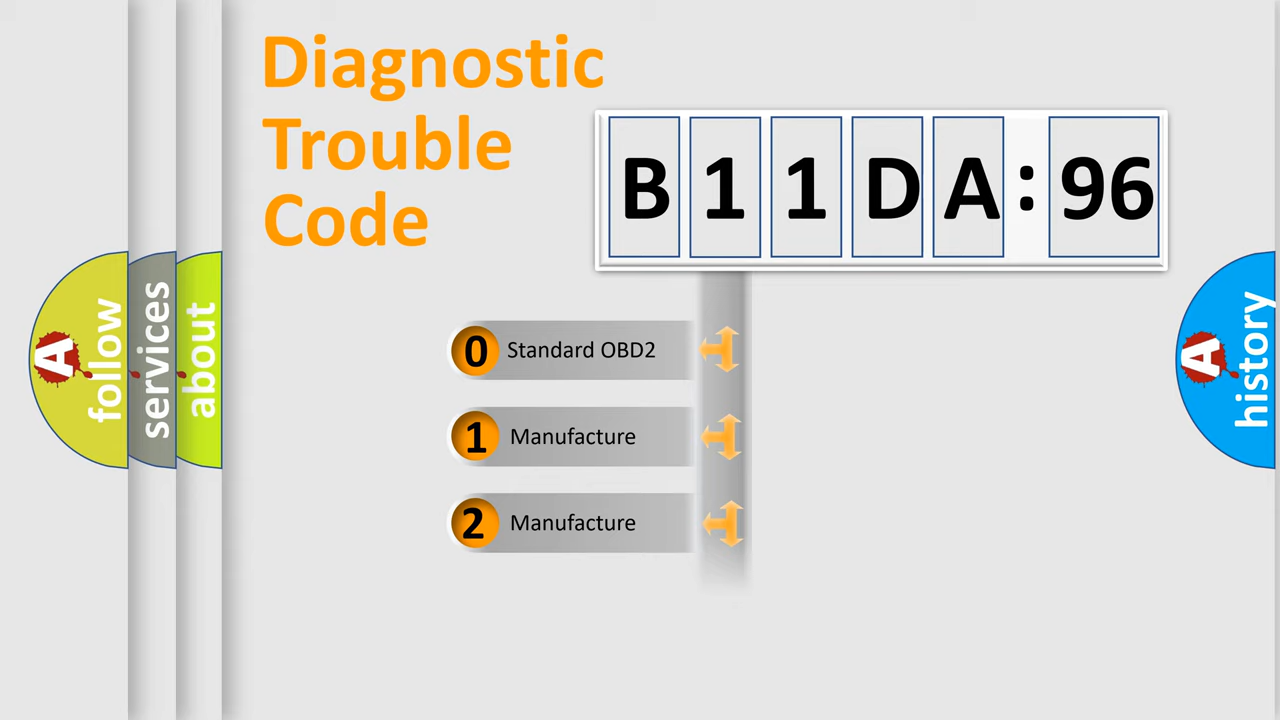 Diagnostic
Trouble
Code
B 1 1 D A : 96
0 Standard OBD2
1 Manufacture
2 Manufacture
A follow
services
about
A history